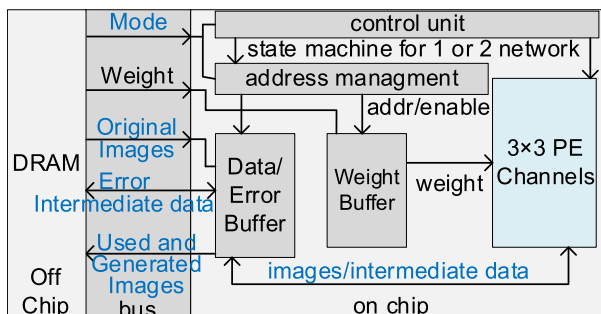 Mode
control unit
state machine for 1 or 2 network
Weight
address managment
addr/enable
Original
Images
DRAM
Data/
Error
Buffer
Weight
Buffer
weight
3×3 PE
Channels
Error
Intermediate data
Used and
Generated
Images
images/intermediate data
Off
Chip
bus
on chip